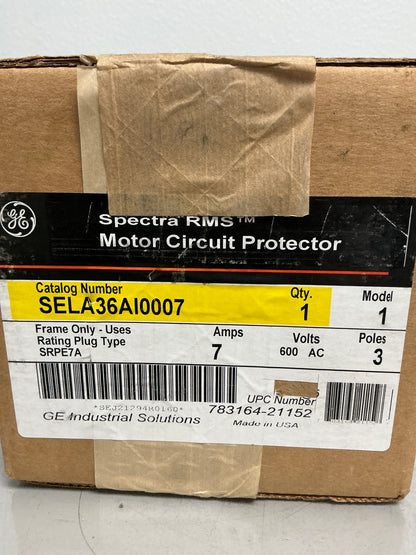 GE
Spectra RMS™
Motor Circuit Protector
Catalog Number Qty. Model
SELA36AI0007 1 1
Frame Only - Uses Amps Volts Poles
Rating Plug Type
SRPE7A 7 600 AC 3
UPC Number
*SEJ21294R0160* 783164-21152
GE Industrial Solutions Made in USA